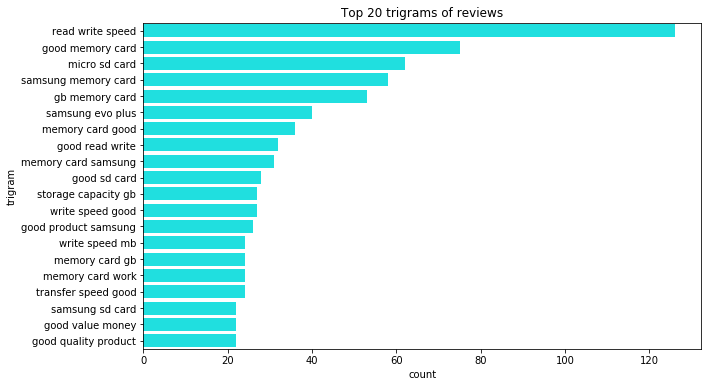 Top 20 trigrams of reviews
trigram
read write speed
good memory card
micro sd card
samsung memory card
gb memory card
samsung evo plus
memory card good
good read write
memory card samsung
good sd card
storage capacity gb
write speed good
good product samsung
write speed mb
memory card gb
memory card work
transfer speed good
samsung sd card
good value money
good quality product
0 20 40 60 80 100 120
count